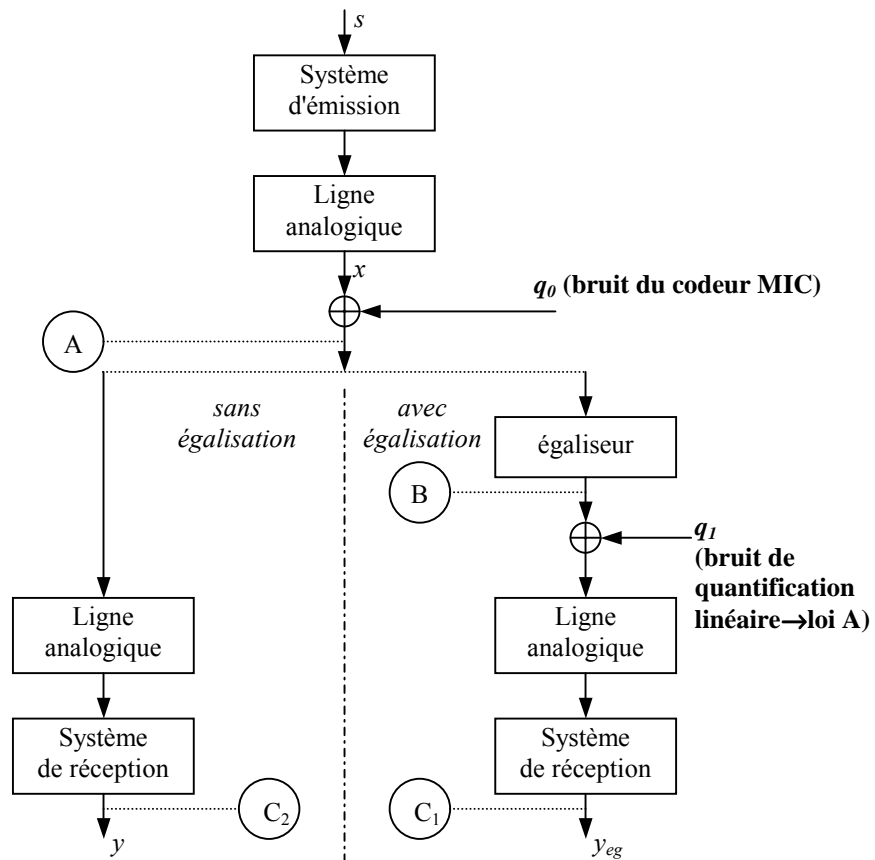 s
Système
d'émission
Ligne
analogique
x
q0 (bruit du codeur MIC)
A
sans
égalisation
avec
égalisation
égaliseur
B
q1
(bruit de
quantification
linéaire→loi A)
Ligne
analogique
Ligne
analogique
Système
de réception
Système
de réception
C2
C1
y
yeg